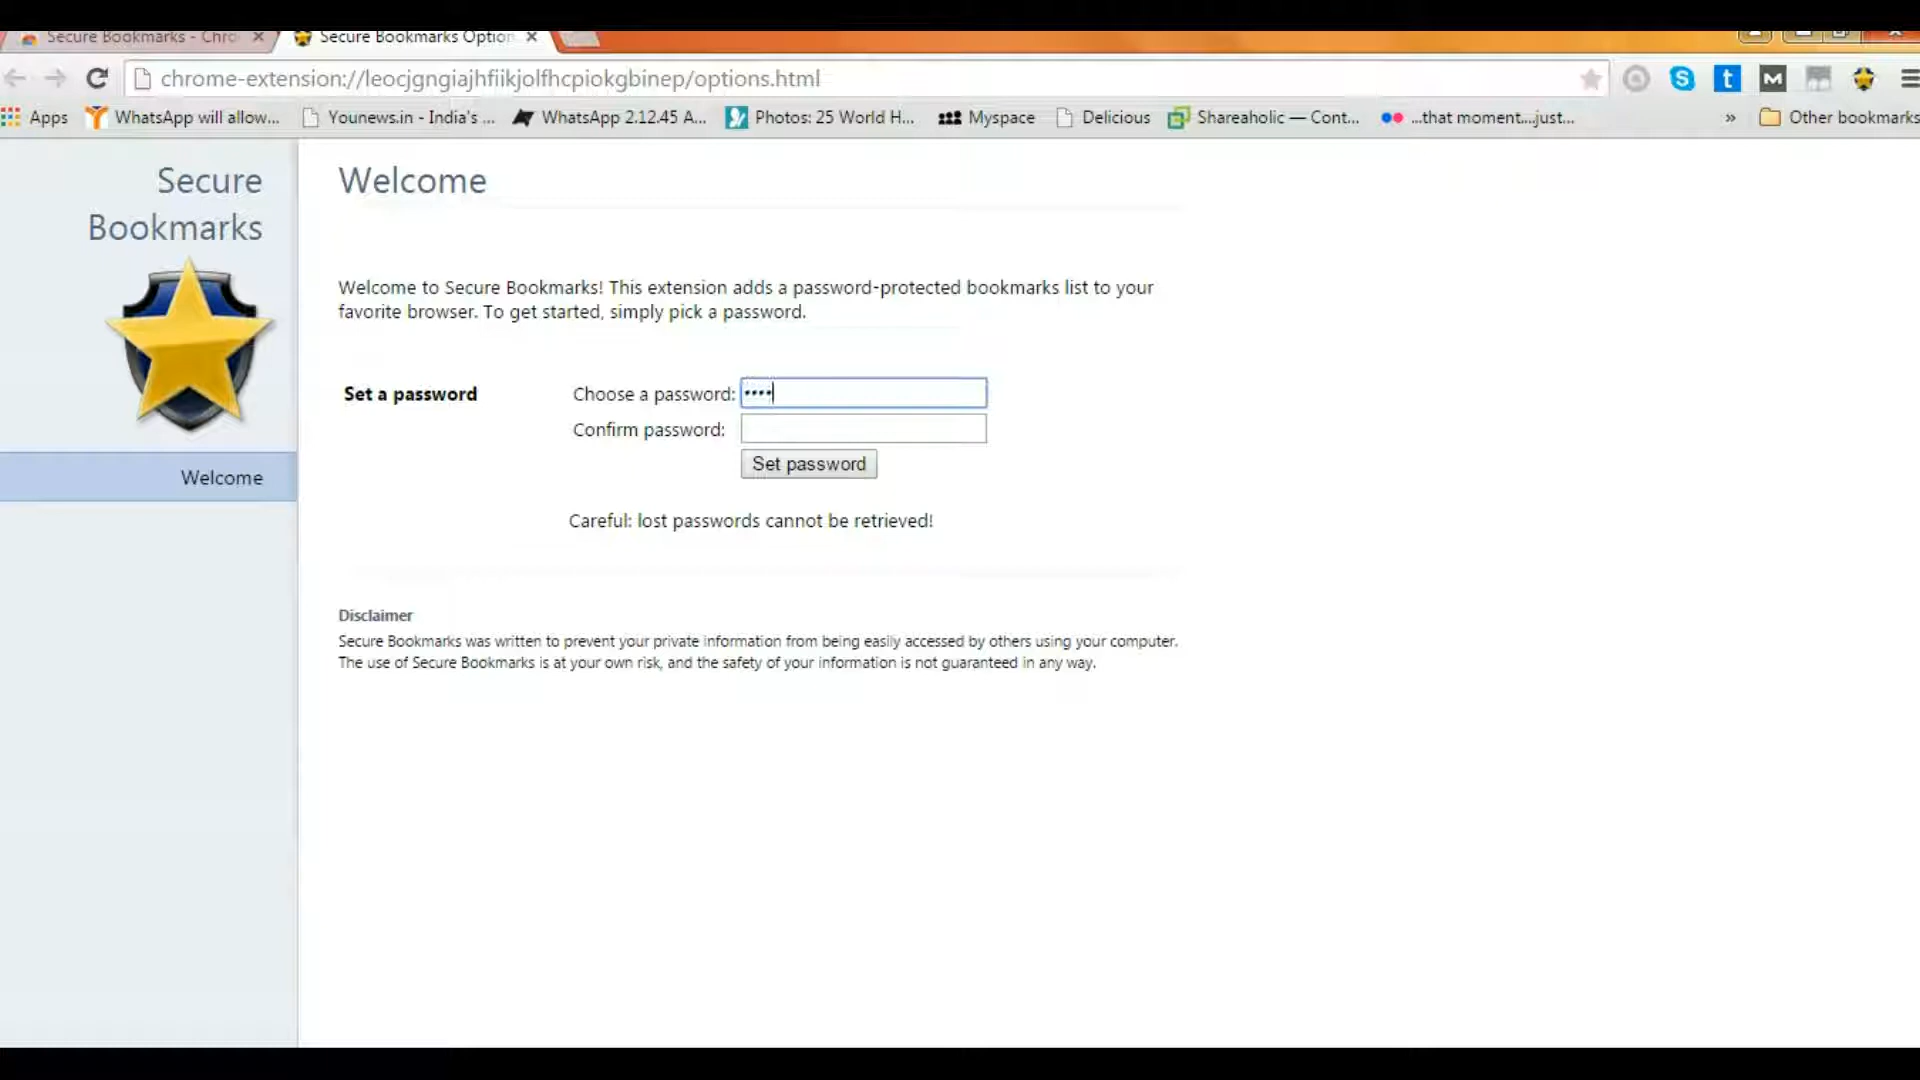 Secure Bookmarks - Chro
Secure Bookmarks Option
chrome-extension://leocjgngiajhfiikjolfhcpiokgbinep/options.html
Apps
WhatsApp will allow...
Younews.in - India's ...
WhatsApp 2.12.45 A...
Photos: 25 World H...
Myspace
Delicious
Shareaholic — Cont...
...that moment....just...
»
Other bookmarks
Secure
Bookmarks
Welcome
Welcome
Welcome to Secure Bookmarks! This extension adds a password-protected bookmarks list to your
favorite browser. To get started, simply pick a password.
Set a password
Choose a password: ••••
Confirm password:
Set password
Careful: lost passwords cannot be retrieved!
Disclaimer
Secure Bookmarks was written to prevent your private information from being easily accessed by others using your computer.
The use of Secure Bookmarks is at your own risk, and the safety of your information is not guaranteed in any way.